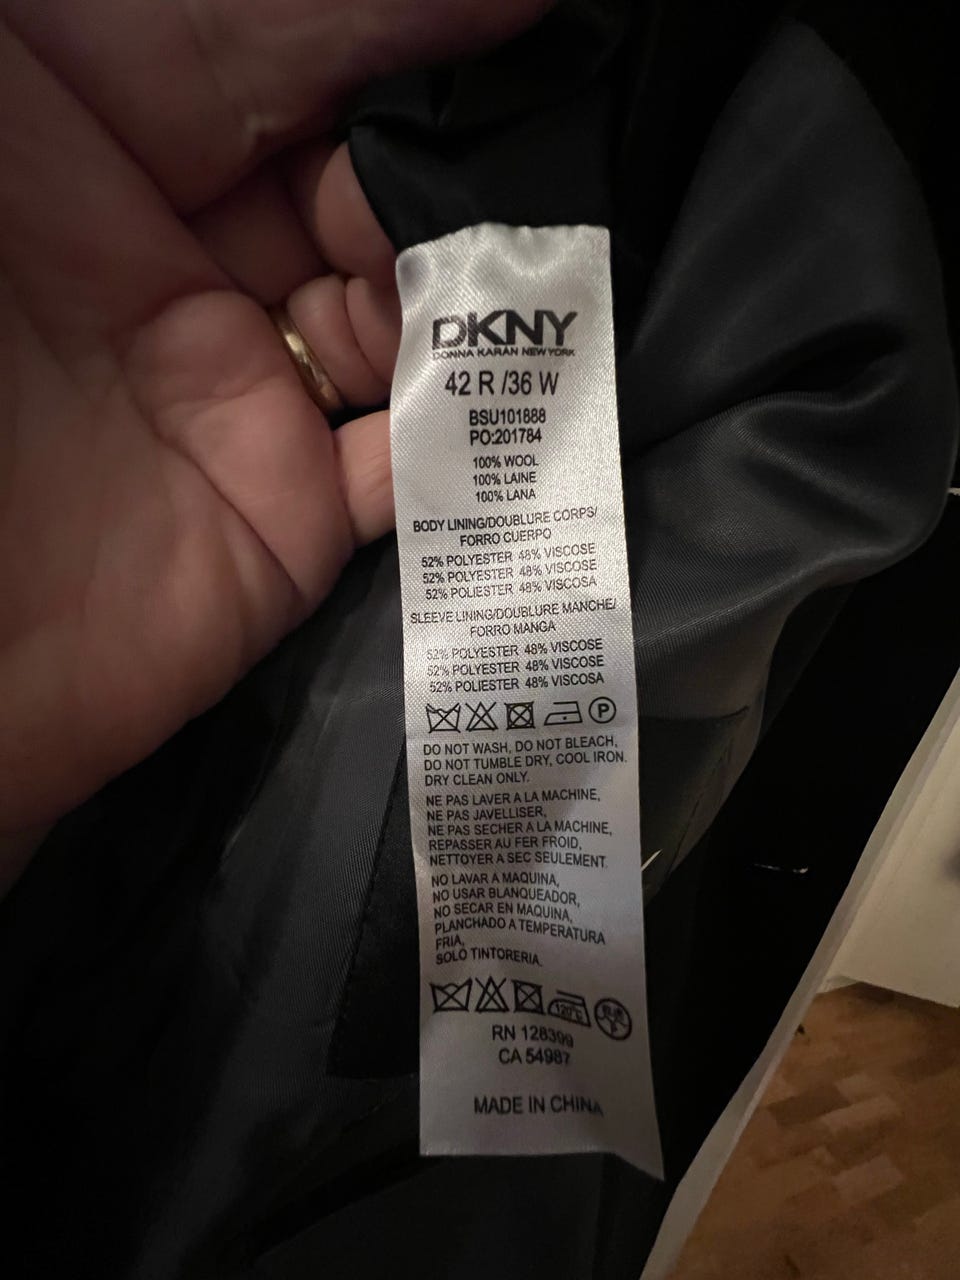 DKNY
DONNA KARAN NEW YORK
42 R /36 W
BSU101888
PO:201784
100% WOOL
100% LAINE
100% LANA
BODY LINING/DOUBLURE CORPS/
FORRO CUERPO
52% POLYESTER 48% VISCOSE
52% POLYESTER 48% VISCOSE
52% POLIESTER 48% VISCOSA
SLEEVE LINING/DOUBLURE MANCHE/
FORRO MANGA
52% POLYESTER 48% VISCOSE
52% POLYESTER 48% VISCOSE
52% POLIESTER 48% VISCOSA
P
DO NOT WASH, DO NOT BLEACH,
DO NOT TUMBLE DRY, COOL IRON.
DRY CLEAN ONLY.
NE PAS LAVER A LA MACHINE,
NE PAS JAVELLISER,
NE PAS SECHER A LA MACHINE,
REPASSER AU FER FROID,
NETTOYER A SEC SEULEMENT.
NO LAVAR A MAQUINA,
NO USAR BLANQUEADOR,
NO SECAR EN MAQUINA,
PLANCHADO A TEMPERATURA
FRIA,
SOLO TINTORERIA.
120°C
RN 128399
CA 54987
MADE IN CHINA